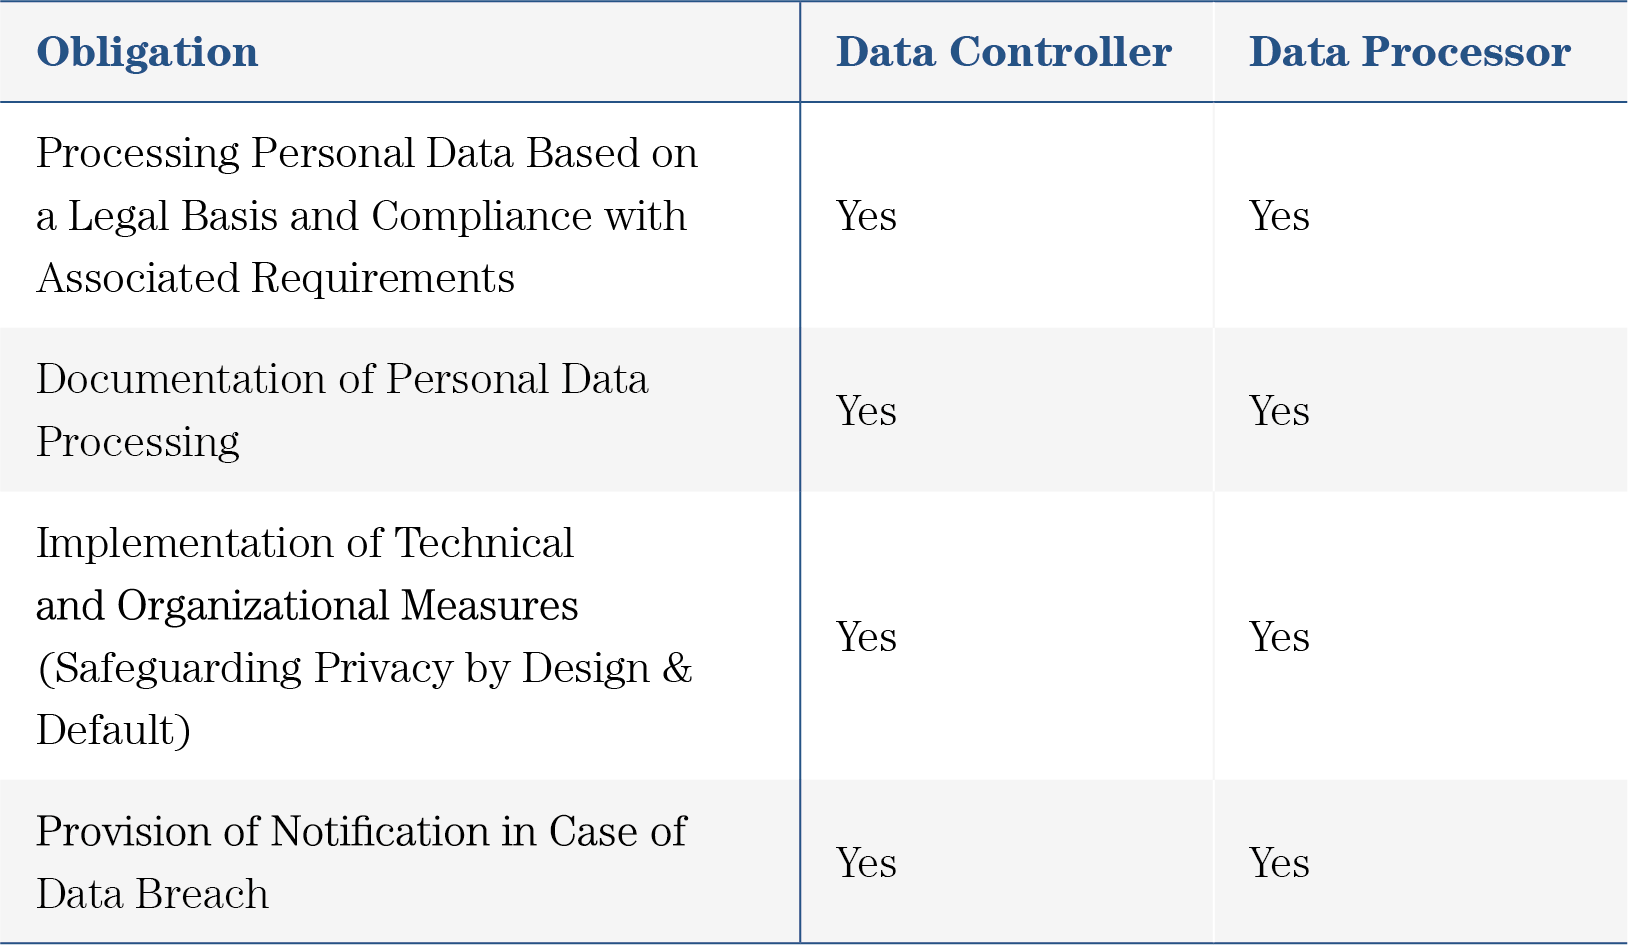 Obligation Data Controller Data Processor
Processing Personal Data Based on
a Legal Basis and Compliance with
Associated Requirements
Yes Yes
Documentation of Personal Data
Processing
Yes Yes
Implementation of Technical
and Organizational Measures
(Safeguarding Privacy by Design &
Default)
Yes Yes
Provision of Notification in Case of
Data Breach
Yes Yes